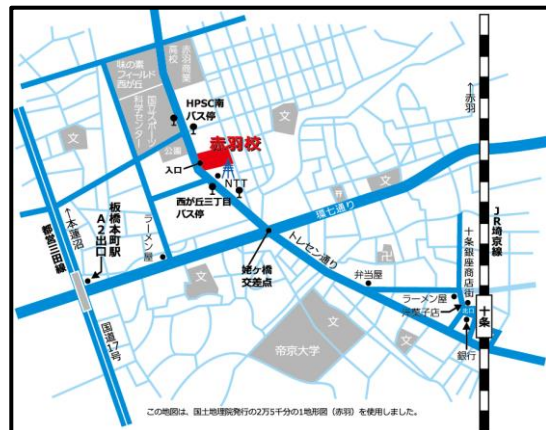 味の素
フィールド
西が丘
赤羽商業
高校
国立スポーツ
科学センター
HPSC南
バス停
赤羽校
公園
入口
NTT
西が丘三丁目
バス停
文
文
文
文
文
文
文
卍
環七通り
トレセン通り
姥ヶ橋
交差点
←本蓮沼
都営三田線
板橋本町駅
A2出口
ラーメン屋
国道17号
帝京大学
弁当屋
ラーメン屋
洋菓子店
十条銀座商店街
北口
十条
銀行
JR埼京線
←赤羽
この地図は、国土地理院発行の2万5千分の1地形図（赤羽）を使用しました。